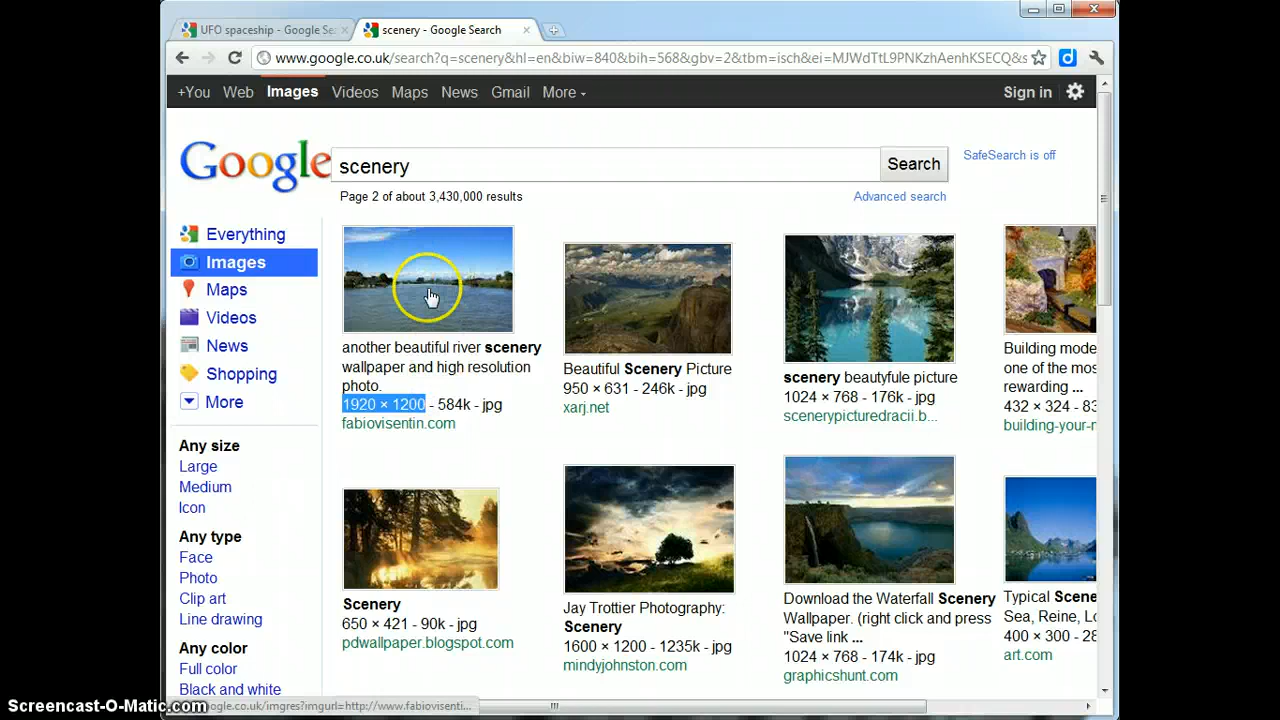 UFO spaceship - Google Se
scenery - Google Search
www.google.co.uk/search?q=scenery&hl=en&biw=840&bih=568&gbv=2&tbm=isch&ei=MJWdTtL9PNKzhAenhKSECQ&s
+You Web Images Videos Maps News Gmail More
Sign in
Google
scenery
Search
SafeSearch is off
Page 2 of about 3,430,000 results
Advanced search
Everything
Images
Maps
Videos
News
Shopping
More
Any size
Large
Medium
Icon
Any type
Face
Photo
Clip art
Line drawing
Any color
Full color
Black and white
another beautiful river scenery
wallpaper and high resolution
photo.
1920 × 1200 - 584k - jpg
fabiovisentin.com
Beautiful Scenery Picture
950 × 631 - 246k - jpg
xarj.net
scenery beautyfule picture
1024 × 768 - 176k - jpg
scenerypicturedracii.b...
Building mode
one of the mos
rewarding ...
432 × 324 - 83
building-your-m
Scenery
650 × 421 - 90k - jpg
pdwallpaper.blogspot.com
Jay Trottier Photography:
Scenery
1600 × 1200 - 1235k - jpg
mindyjohnston.com
Download the Waterfall Scenery
Wallpaper. (right click and press
"Save link ...
1024 × 768 - 174k - jpg
graphicshunt.com
Typical Scene
Sea, Reine, Lo
400 × 300 - 28
art.com
google.co.uk/imgres?imgurl=http://www.fabiovisenti...
Screencast-O-Matic.com